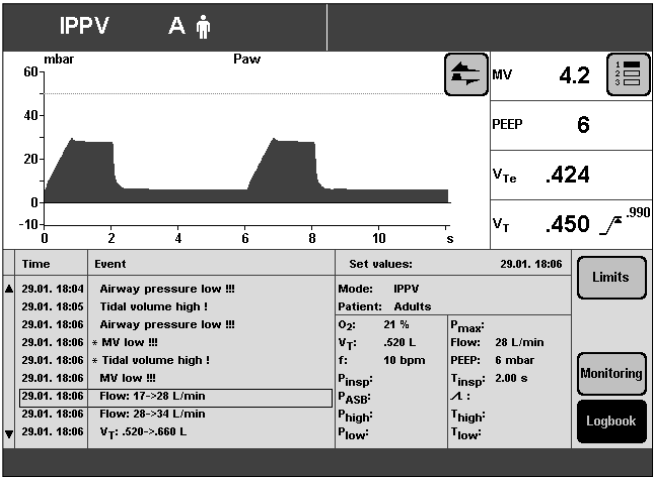 IPPV A
mbar Paw
60
40
20
0
-10
0 2 4 6 8 10 s
MV 4.2 1 2 3
PEEP 6
VTe .424
VT .450 .990
Time Event Set values: 29.01. 18:06
29.01. 18:04 Airway pressure low !!!
29.01. 18:05 Tidal volume high !
29.01. 18:06 Airway pressure low !!!
29.01. 18:06 * MV low !!!
29.01. 18:06 * Tidal volume high !
29.01. 18:06 MV low !!!
29.01. 18:06 Flow: 17->28 L/min
29.01. 18:06 Flow: 28->34 L/min
29.01. 18:06 VT: .520->.660 L
Mode: IPPV
Patient: Adults
O2: 21 % Pmax:
VT: .520 L Flow: 28 L/min
f: 10 bpm PEEP: 6 mbar
Pinsp: Tinsp: 2.00 s
PASB: :
Phigh: Thigh:
Plow: Tlow:
Limits
Monitoring
Logbook